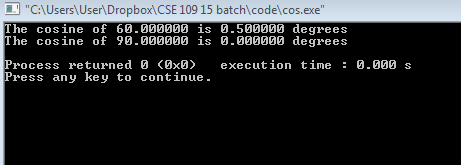 "C:\Users\User\Dropbox\CSE 109 15 batch\code\cos.exe"
The cosine of 60.000000 is 0.500000 degrees
The cosine of 90.000000 is 0.000000 degrees
Process returned 0 (0x0)   execution time : 0.000 s
Press any key to continue.